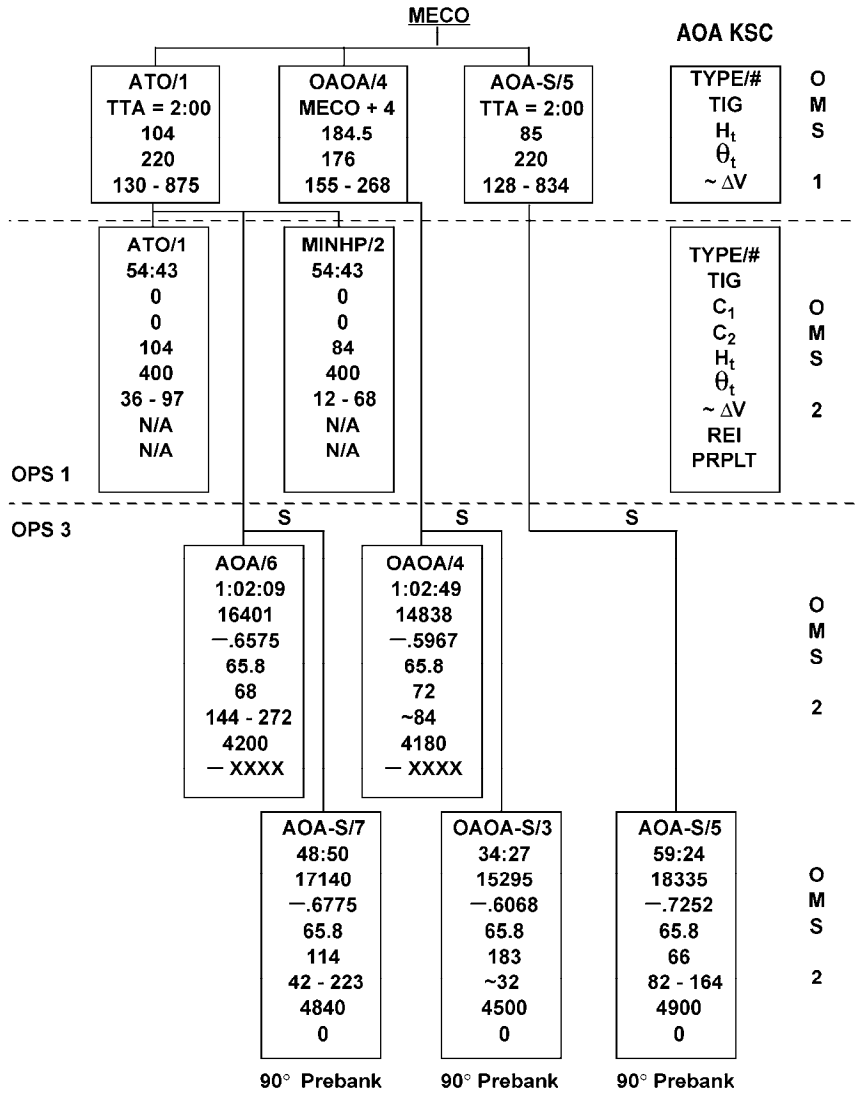 MECO
AOA KSC
ATO/1
TTA = 2:00
104
220
130 - 875
OAOA/4
MECO + 4
184.5
176
155 - 268
AOA-S/5
TTA = 2:00
85
220
128 - 834
TYPE/#
TIG
Ht
θt
~ ΔV
O
M
S
1
ATO/1
54:43
0
0
104
400
36 - 97
N/A
N/A
MINHP/2
54:43
0
0
84
400
12 - 68
N/A
N/A
TYPE/#
TIG
C1
C2
Ht
θt
~ ΔV
REI
PRPLT
O
M
S
2
OPS 1
OPS 3
S
S
S
AOA/6
1:02:09
16401
—.6575
65.8
68
144 - 272
4200
— XXXX
OAOA/4
1:02:49
14838
—.5967
65.8
72
~84
4180
— XXXX
O
M
S
2
AOA-S/7
48:50
17140
—.6775
65.8
114
42 - 223
4840
0
90° Prebank
OAOA-S/3
34:27
15295
—.6068
65.8
183
~32
4500
0
90° Prebank
AOA-S/5
59:24
18335
—.7252
65.8
66
82 - 164
4900
0
90° Prebank
O
M
S
2